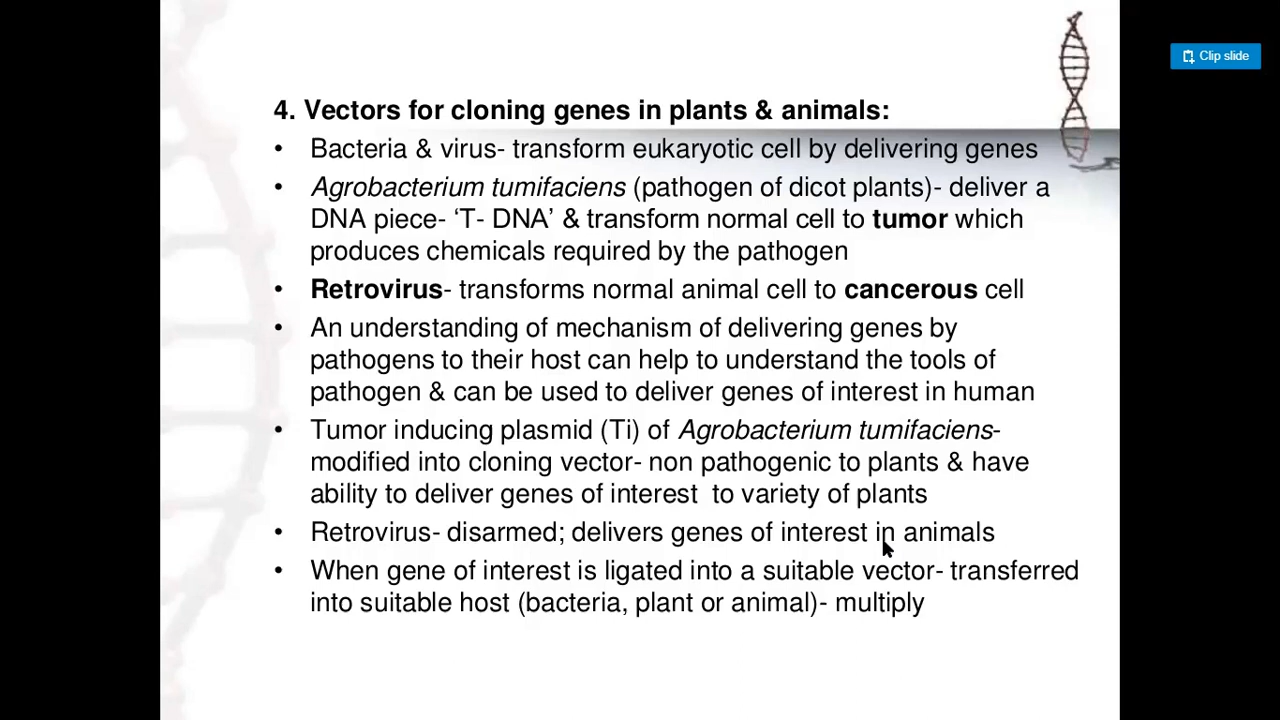 Clip slide
4. Vectors for cloning genes in plants & animals:
• Bacteria & virus- transform eukaryotic cell by delivering genes
• Agrobacterium tumifaciens (pathogen of dicot plants)- deliver a
DNA piece- ‘T- DNA’ & transform normal cell to tumor which
produces chemicals required by the pathogen
• Retrovirus- transforms normal animal cell to cancerous cell
• An understanding of mechanism of delivering genes by
pathogens to their host can help to understand the tools of
pathogen & can be used to deliver genes of interest in human
• Tumor inducing plasmid (Ti) of Agrobacterium tumifaciens-
modified into cloning vector- non pathogenic to plants & have
ability to deliver genes of interest  to variety of plants
• Retrovirus- disarmed; delivers genes of interest in animals
• When gene of interest is ligated into a suitable vector- transferred
into suitable host (bacteria, plant or animal)- multiply